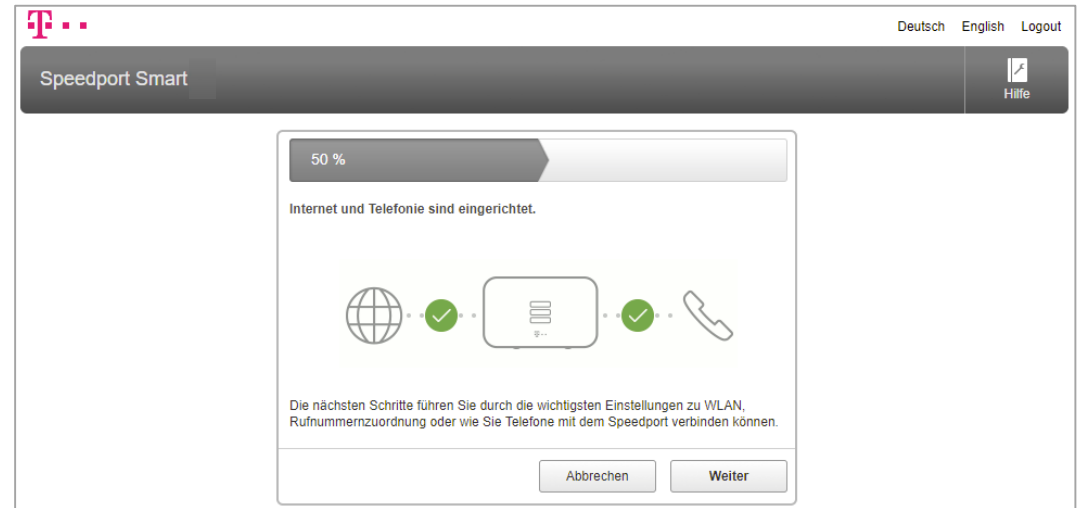 T
Deutsch English Logout
Speedport Smart
Hilfe
50 %
Internet und Telefonie sind eingerichtet.
Die nächsten Schritte führen Sie durch die wichtigsten Einstellungen zu WLAN,
Rufnummernzuordnung oder wie Sie Telefone mit dem Speedport verbinden können.
Abbrechen Weiter